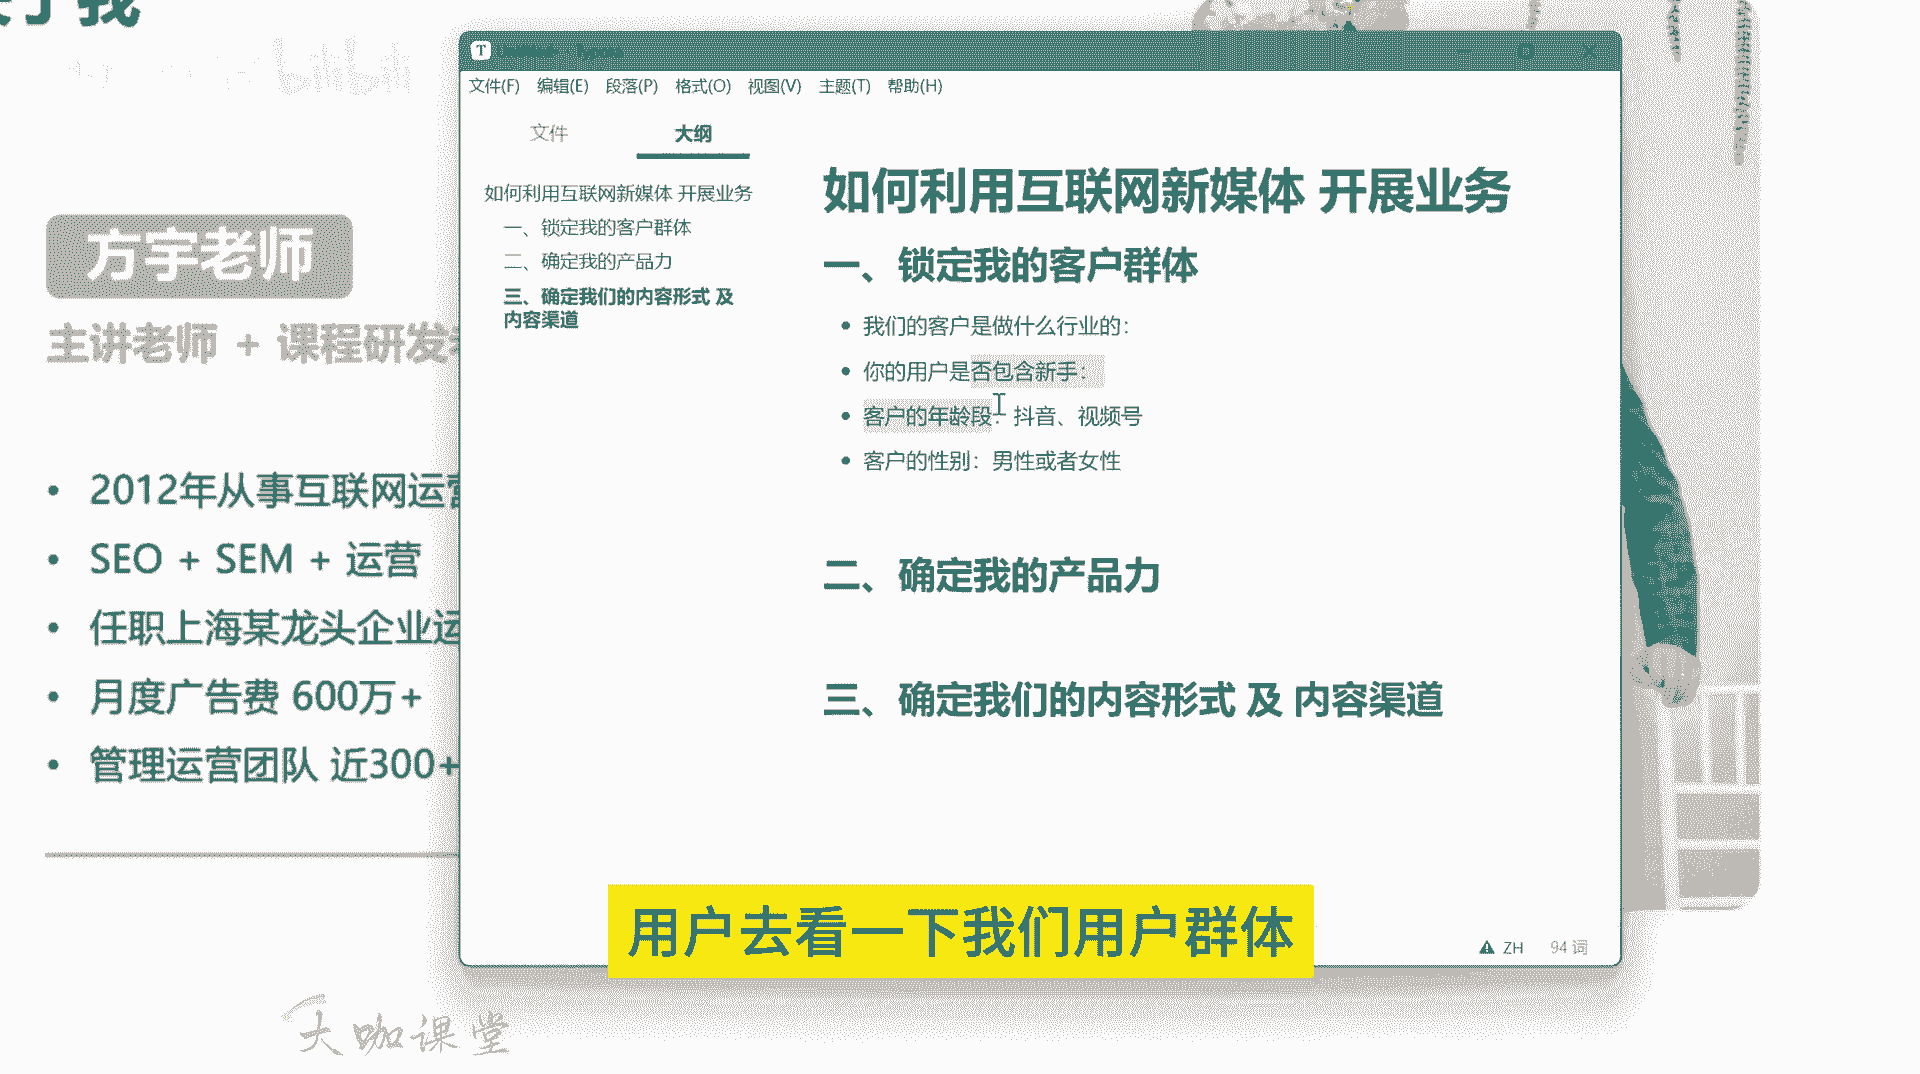 bilibili
方宇老师
主讲老师 + 课程研发
• 2012年从事互联网运营
• SEO + SEM + 运营
• 任职上海某龙头企业运
• 月度广告费 600万+
• 管理运营团队 近300+
T
文件(F) 编辑(E) 段落(P) 格式(O) 视图(V) 主题(T) 帮助(H)
文件 大纲
如何利用互联网新媒体 开展业务
一、锁定我的客户群体
二、确定我的产品力
三、确定我们的内容形式 及
内容渠道
如何利用互联网新媒体 开展业务
一、锁定我的客户群体
• 我们的客户是做什么行业的：
• 你的用户是否包含新手：
• 客户的年龄段：抖音、视频号
• 客户的性别：男性或者女性
二、确定我的产品力
三、确定我们的内容形式 及 内容渠道
用户去看一下我们用户群体
ZH 94 词
大咖课堂